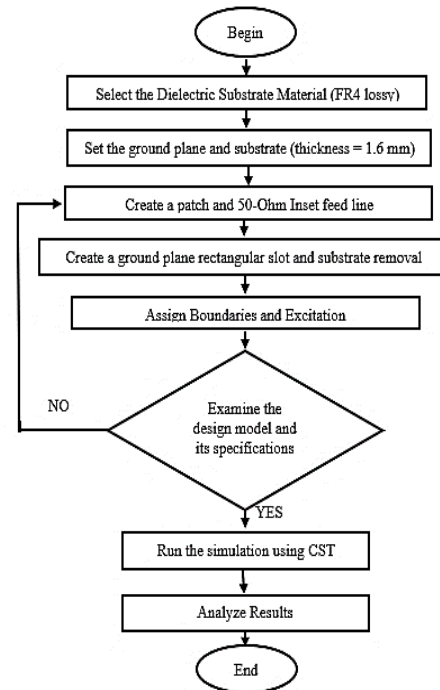 Begin
Select the Dielectric Substrate Material (FR4 lossy)
Set the ground plane and substrate (thickness = 1.6 mm)
Create a patch and 50-Ohm Inset feed line
Create a ground plane rectangular slot and substrate removal
Assign Boundaries and Excitation
NO
Examine the
design model and
its specifications
YES
Run the simulation using CST
Analyze Results
End